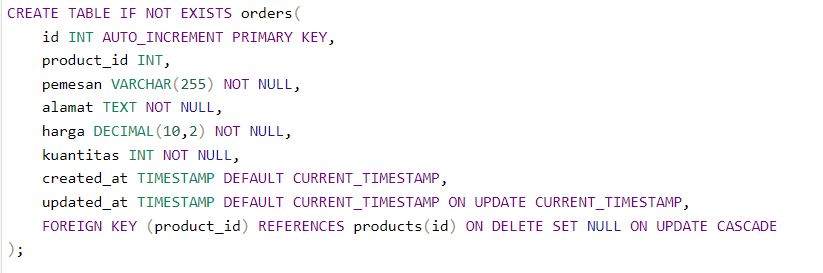 CREATE TABLE IF NOT EXISTS orders(
    id INT AUTO_INCREMENT PRIMARY KEY,
    product_id INT,
    pemesan VARCHAR(255) NOT NULL,
    alamat TEXT NOT NULL,
    harga DECIMAL(10,2) NOT NULL,
    kuantitas INT NOT NULL,
    created_at TIMESTAMP DEFAULT CURRENT_TIMESTAMP,
    updated_at TIMESTAMP DEFAULT CURRENT_TIMESTAMP ON UPDATE CURRENT_TIMESTAMP,
    FOREIGN KEY (product_id) REFERENCES products(id) ON DELETE SET NULL ON UPDATE CASCADE
);